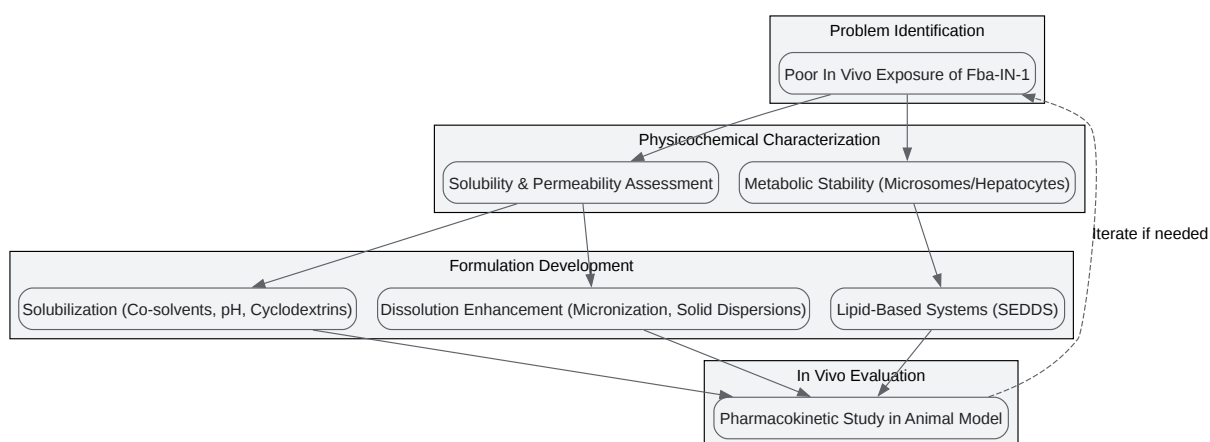 Problem Identification
Poor In Vivo Exposure of Fba-IN-1
Physicochemical Characterization
Solubility & Permeability Assessment
Metabolic Stability (Microsomes/Hepatocytes)
Iterate if needed
Formulation Development
Solubilization (Co-solvents, pH, Cyclodextrins)
Dissolution Enhancement (Micronization, Solid Dispersions)
Lipid-Based Systems (SEDDS)
In Vivo Evaluation
Pharmacokinetic Study in Animal Model